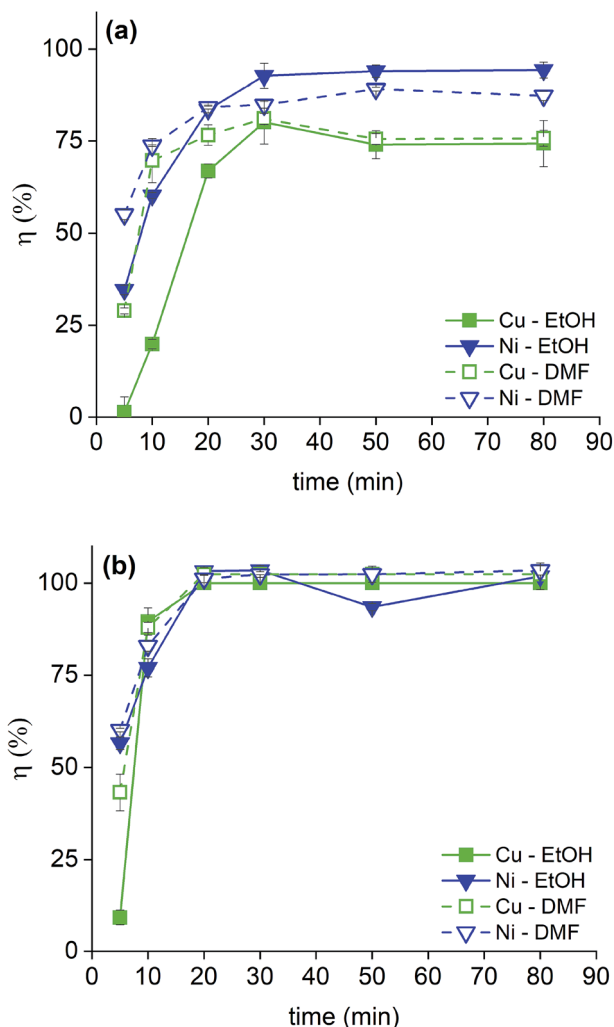 (a)
100
75
50
25
0
η (%)
Cu - EtOH
Ni - EtOH
Cu - DMF
Ni - DMF
0 10 20 30 40 50 60 70 80 90
time (min)
(b)
100
75
50
25
0
η (%)
Cu - EtOH
Ni - EtOH
Cu - DMF
Ni - DMF
0 10 20 30 40 50 60 70 80 90
time (min)